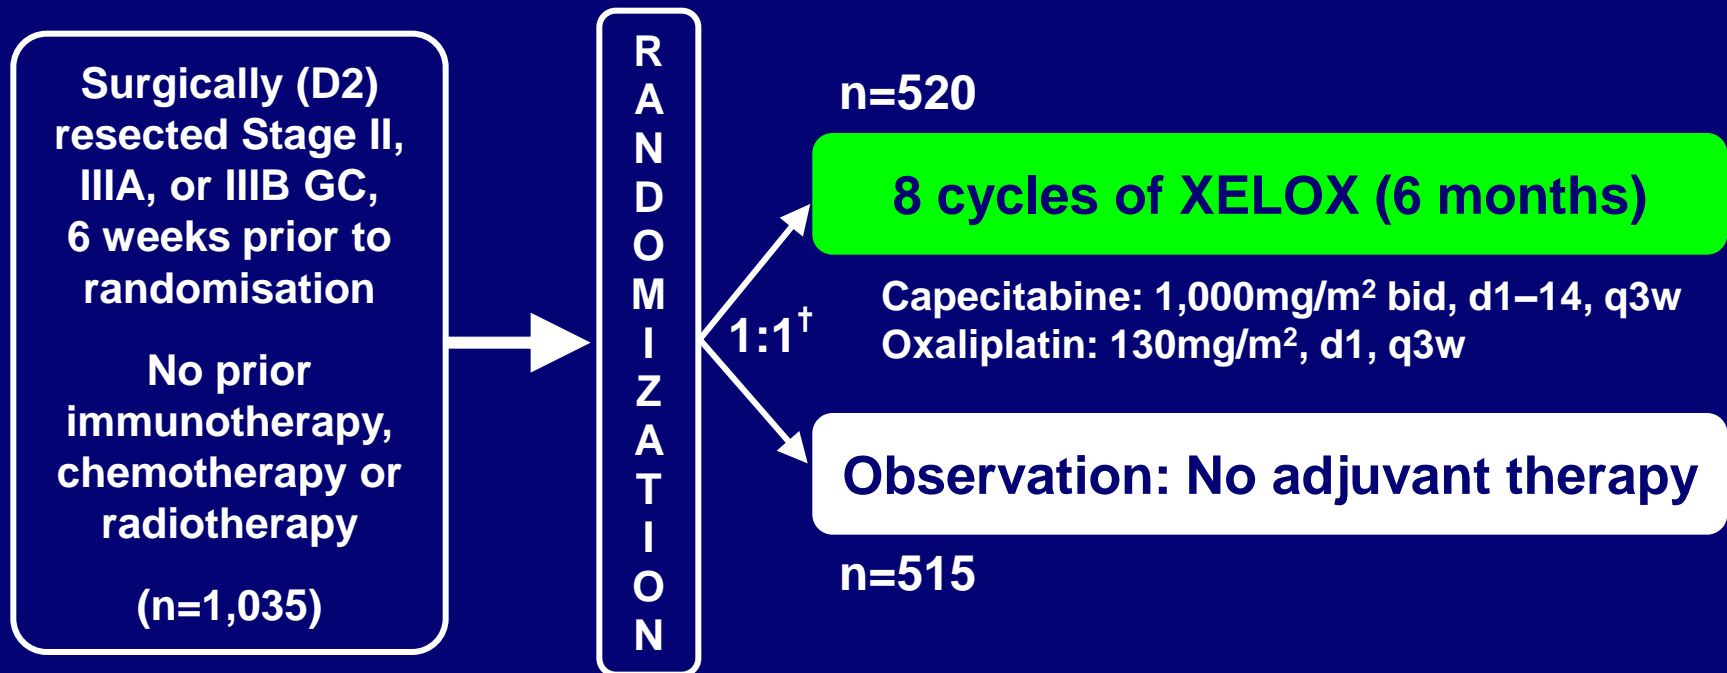 Surgically (D2)
resected Stage II,
IIIA, or IIIB GC,
6 weeks prior to
randomisation
No prior
immunotherapy,
chemotherapy or
radiotherapy
(n=1,035)
RANDOMIZATION
1:1†
n=520
8 cycles of XELOX (6 months)
Capecitabine: 1,000mg/m² bid, d1–14, q3w
Oxaliplatin: 130mg/m², d1, q3w
Observation: No adjuvant therapy
n=515